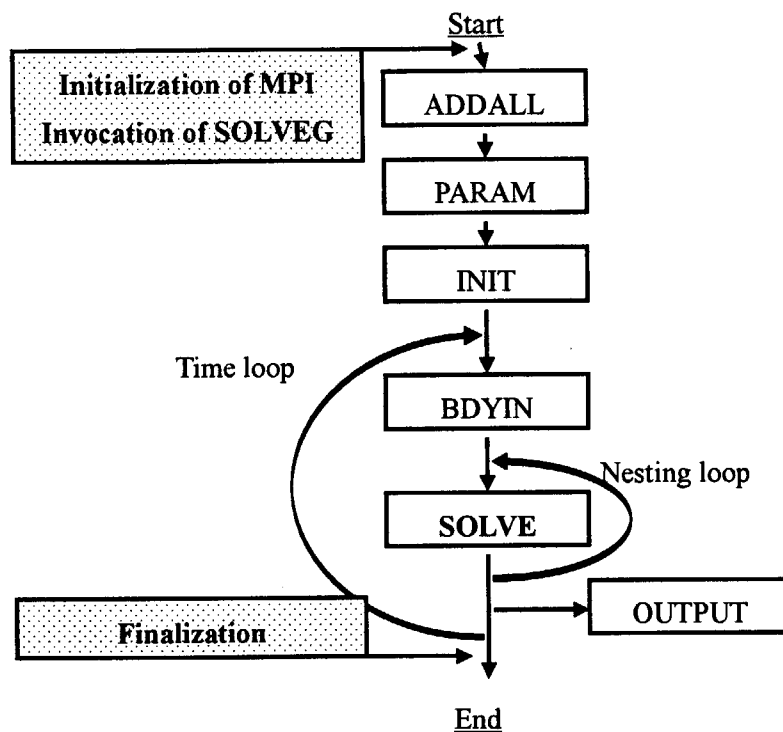 Start
Initialization of MPI
Invocation of SOLVEG
ADDALL
PARAM
INIT
Time loop
BDYIN
Nesting loop
SOLVE
OUTPUT
Finalization
End